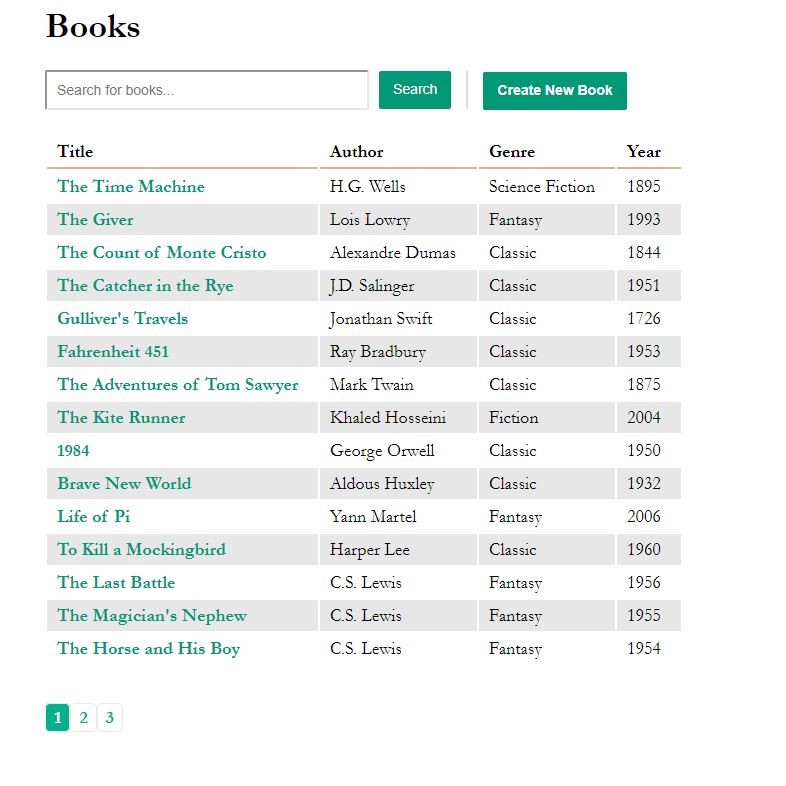 Books
Search for books... Search Create New Book
Title Author Genre Year
The Time Machine H.G. Wells Science Fiction 1895
The Giver Lois Lowry Fantasy 1993
The Count of Monte Cristo Alexandre Dumas Classic 1844
The Catcher in the Rye J.D. Salinger Classic 1951
Gulliver's Travels Jonathan Swift Classic 1726
Fahrenheit 451 Ray Bradbury Classic 1953
The Adventures of Tom Sawyer Mark Twain Classic 1875
The Kite Runner Khaled Hosseini Fiction 2004
1984 George Orwell Classic 1950
Brave New World Aldous Huxley Classic 1932
Life of Pi Yann Martel Fantasy 2006
To Kill a Mockingbird Harper Lee Classic 1960
The Last Battle C.S. Lewis Fantasy 1956
The Magician's Nephew C.S. Lewis Fantasy 1955
The Horse and His Boy C.S. Lewis Fantasy 1954
1 2 3